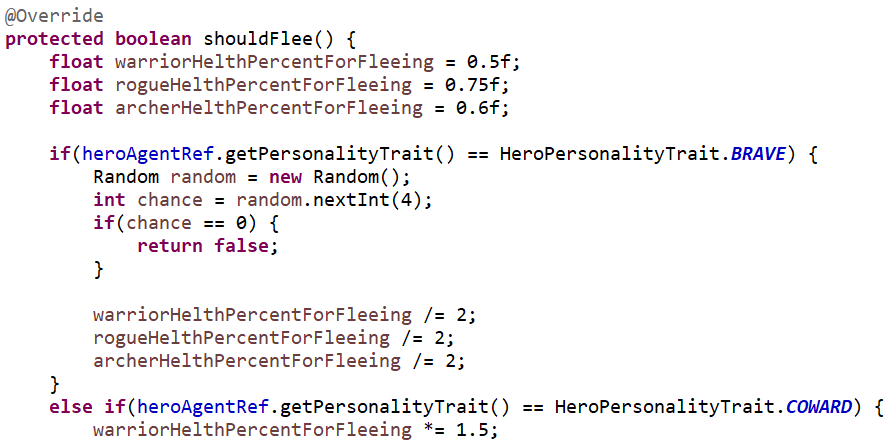 @Override
protected boolean shouldFlee() {
    float warriorHelthPercentForFleeing = 0.5f;
    float rogueHelthPercentForFleeing = 0.75f;
    float archerHelthPercentForFleeing = 0.6f;

    if(heroAgentRef.getPersonalityTrait() == HeroPersonalityTrait.BRAVE) {
        Random random = new Random();
        int chance = random.nextInt(4);
        if(chance == 0) {
            return false;
        }

        warriorHelthPercentForFleeing /= 2;
        rogueHelthPercentForFleeing /= 2;
        archerHelthPercentForFleeing /= 2;
    }
    else if(heroAgentRef.getPersonalityTrait() == HeroPersonalityTrait.COWARD) {
        warriorHelthPercentForFleeing *= 1.5;